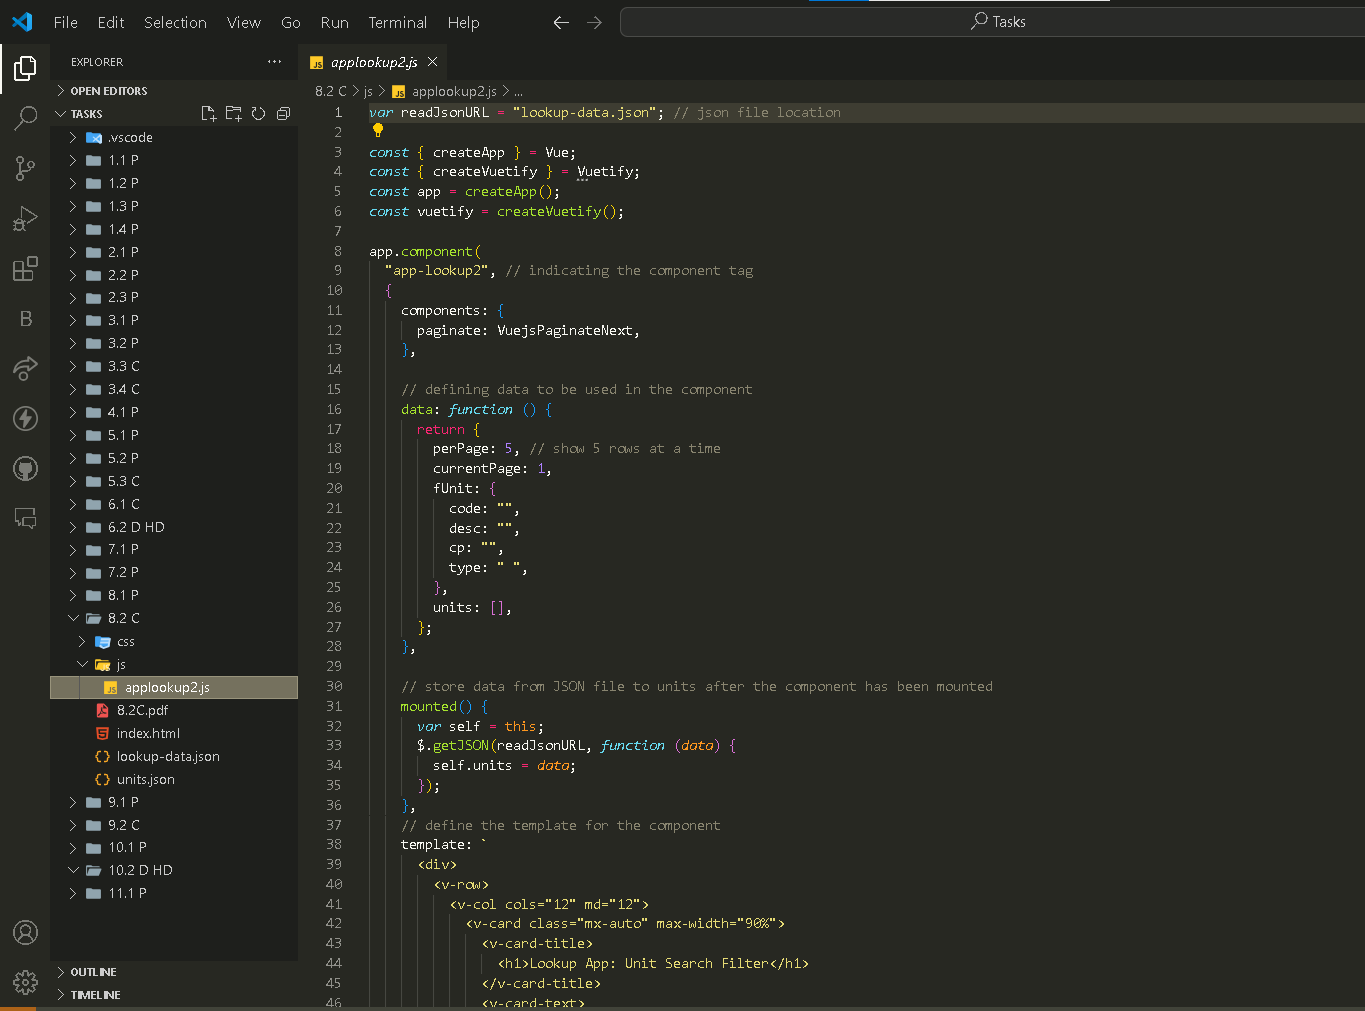 File Edit Selection View Go Run Terminal Help
Tasks
EXPLORER
OPEN EDITORS
TASKS
.vscode
1.1 P
1.2 P
1.3 P
1.4 P
2.1 P
2.2 P
2.3 P
3.1 P
3.2 P
3.3 C
3.4 C
4.1 P
5.1 P
5.2 P
5.3 C
6.1 C
6.2 D HD
7.1 P
7.2 P
8.1 P
8.2 C
css
js
JS applookup2.js
8.2C.pdf
index.html
lookup-data.json
units.json
9.1 P
9.2 C
10.1 P
10.2 D HD
11.1 P
OUTLINE
TIMELINE
JS applookup2.js
8.2 C > js > JS applookup2.js > ...
1 var readJsonURL = "lookup-data.json"; // json file location
2
3 const { createApp } = Vue;
4 const { createVuetify } = Vuetify;
5 const app = createApp();
6 const vuetify = createVuetify();
7
8 app.component(
9 "app-lookup2", // indicating the component tag
10 {
11 components: {
12 paginate: VuejsPaginateNext,
13 },
14
15 // defining data to be used in the component
16 data: function () {
17 return {
18 perPage: 5, // show 5 rows at a time
19 currentPage: 1,
20 fUnit: {
21 code: "",
22 desc: "",
23 cp: "",
24 type: " ",
25 },
26 units: [],
27 };
28 },
29
30 // store data from JSON file to units after the component has been mounted
31 mounted() {
32 var self = this;
33 $.getJSON(readJsonURL, function (data) {
34 self.units = data;
35 });
36 },
37 // define the template for the component
38 template: `
39 <div>
40 <v-row>
41 <v-col cols="12" md="12">
42 <v-card class="mx-auto" max-width="90%">
43 <v-card-title>
44 <h1>Lookup App: Unit Search Filter</h1>
45 </v-card-title>
46 <v-card-text>